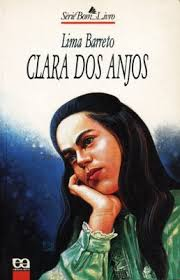 Série Bom Livro
Lima Barreto
CLARA DOS ANJOS